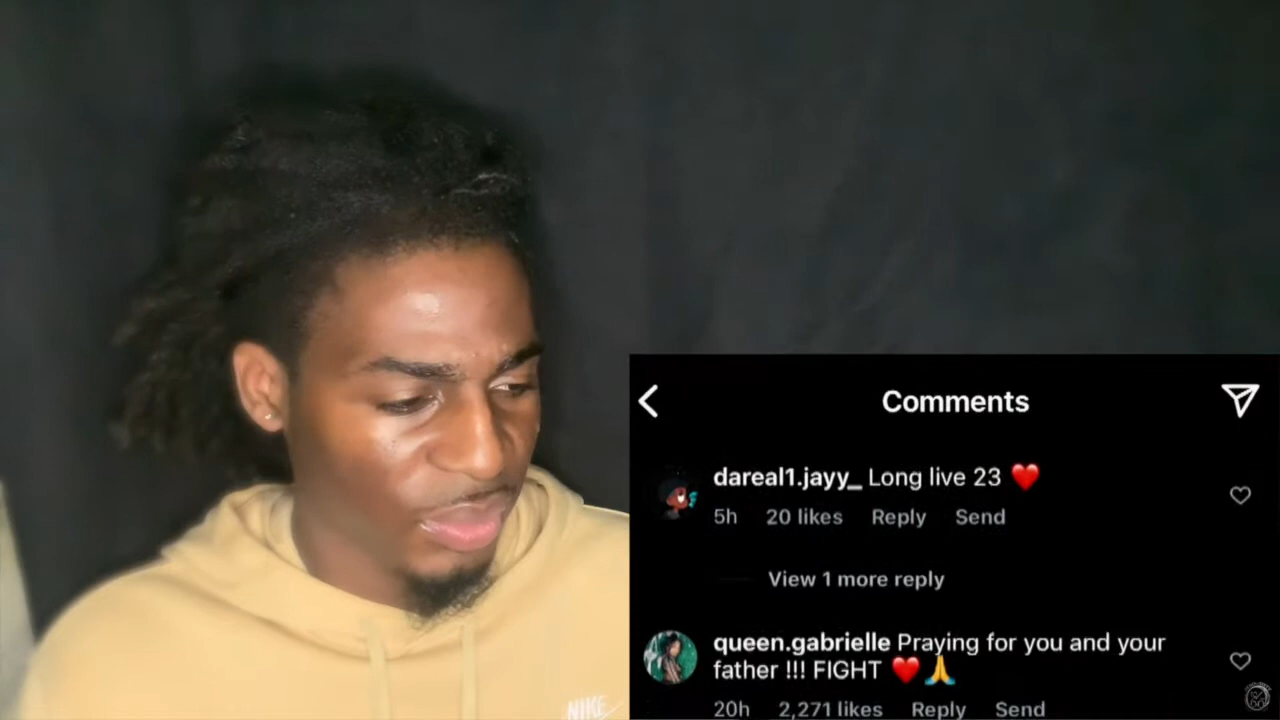 Comments
dareal1.jayy_ Long live 23 ❤️
5h 20 likes Reply Send
View 1 more reply
queen.gabrielle Praying for you and your
father !!! FIGHT ❤️🙏
20h 2,271 likes Reply Send
NIKE